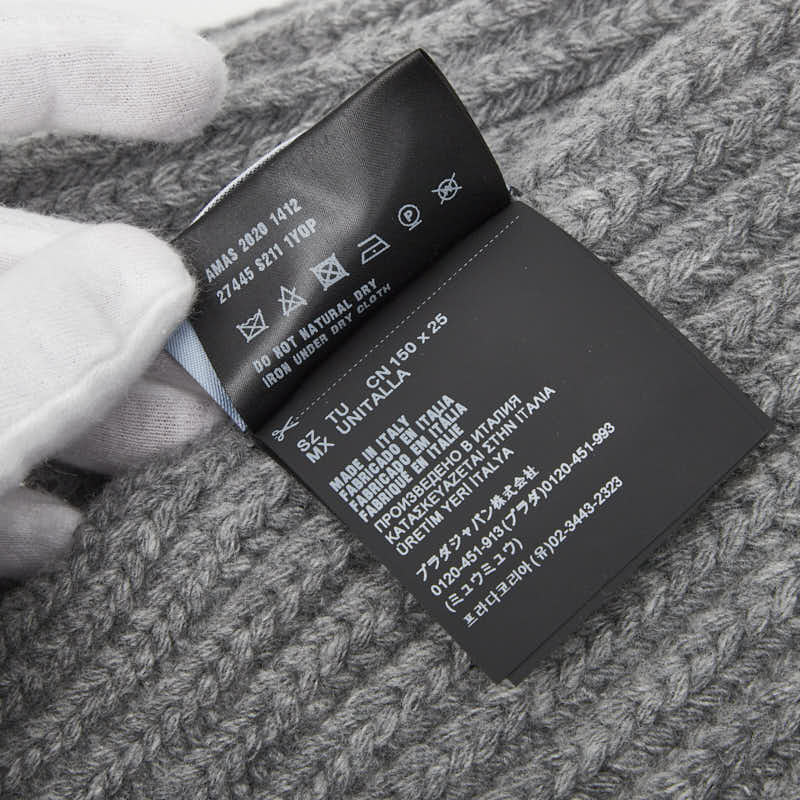 AMAS 2020 1412
27445 S211 1Y0P
DO NOT NATURAL DRY
IRON UNDER DRY CLOTH
SZ TU CN 150 x 25
MX UNITALLA
MADE IN ITALY
FABRICADO EN ITALIA
FABRICADO EM ITALIA
FABRIQUÉ EN ITALIE
ПРОИЗВЕДЕНО В ИТАЛИЯ
ΚΑΤΑΣΚΕΥΑΖΕΤΑΙ ΣΤΗΝ ΙΤΑΛΙΑ
ÜRETIM YERİ İTALYA
プラダジャパン株式会社
0120-451-913(プラダ)0120-451-993
(ミュウミュウ)
프라다코리아 (유)02-3443-2323